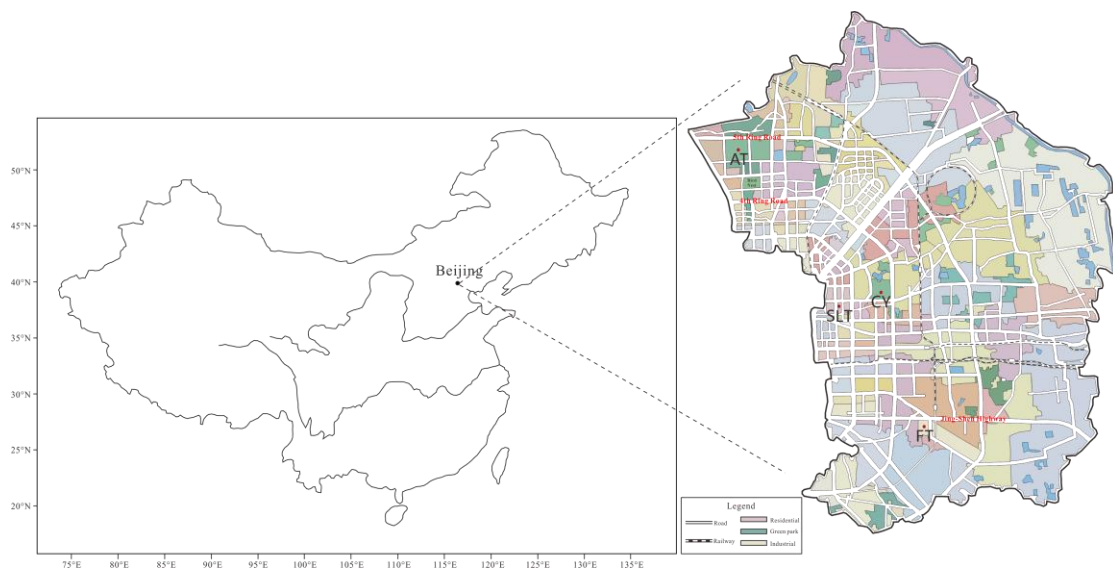 50°N
45°N
40°N
35°N
30°N
25°N
20°N
75°E
80°E
85°E
90°E
95°E
100°E
105°E
110°E
115°E
120°E
125°E
130°E
135°E
Beijing
5th Ring Road
AT
4th Ring Road
CY
SLT
Jing-Shen Highway
FT
Legend
Road
Railway
Residential
Green park
Industrial